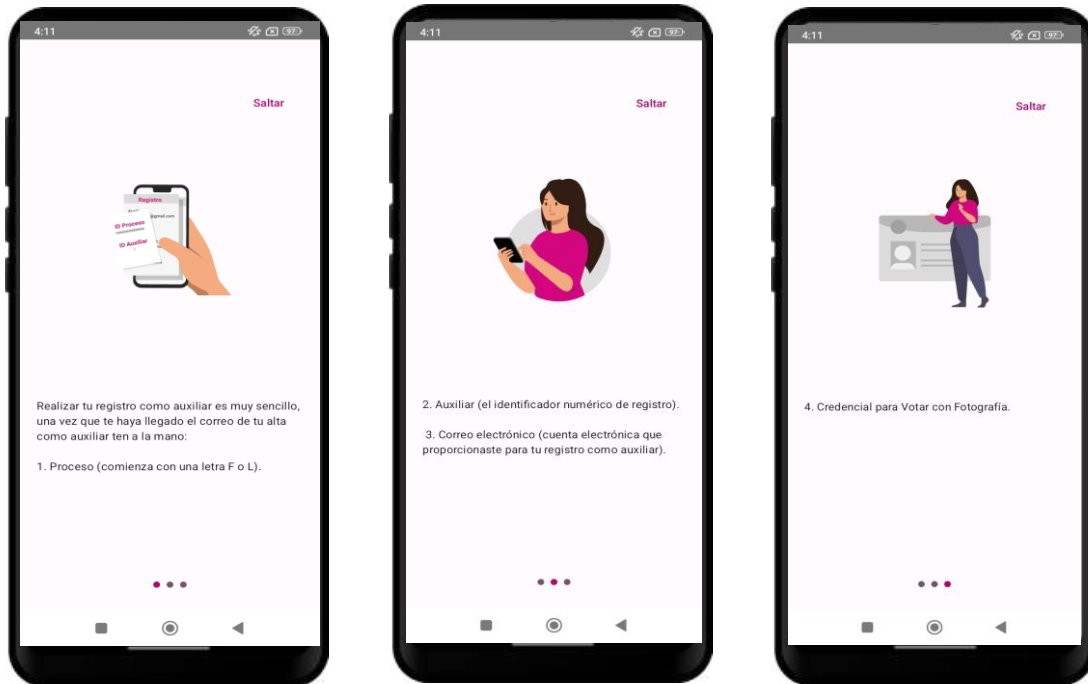 4:11
97
Saltar
Registro
@gmail.com
ID Proceso
ID Auxiliar
Realizar tu registro como auxiliar es muy sencillo,
una vez que te haya llegado el correo de tu alta
como auxiliar ten a la mano:
1. Proceso (comienza con una letra F o L).
4:11
97
Saltar
2. Auxiliar (el identificador numérico de registro).
3. Correo electrónico (cuenta electrónica que
proporcionaste para tu registro como auxiliar).
4:11
97
Saltar
4. Credencial para Votar con Fotografía.